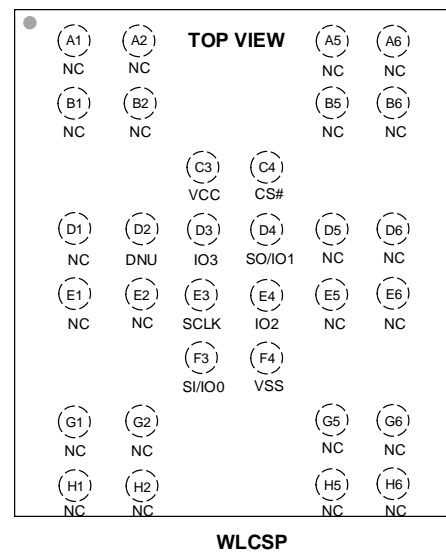 A1 A2 TOP VIEW A5 A6
NC NC NC NC
B1 B2 B5 B6
NC NC NC NC
C3 C4
VCC CS#
D1 D2 D3 D4 D5 D6
NC DNU IO3 SO/IO1 NC NC
E1 E2 E3 E4 E5 E6
NC NC SCLK IO2 NC NC
F3 F4
SI/IO0 VSS
G1 G2 G5 G6
NC NC NC NC
H1 H2 H5 H6
NC NC NC NC
WLCSP